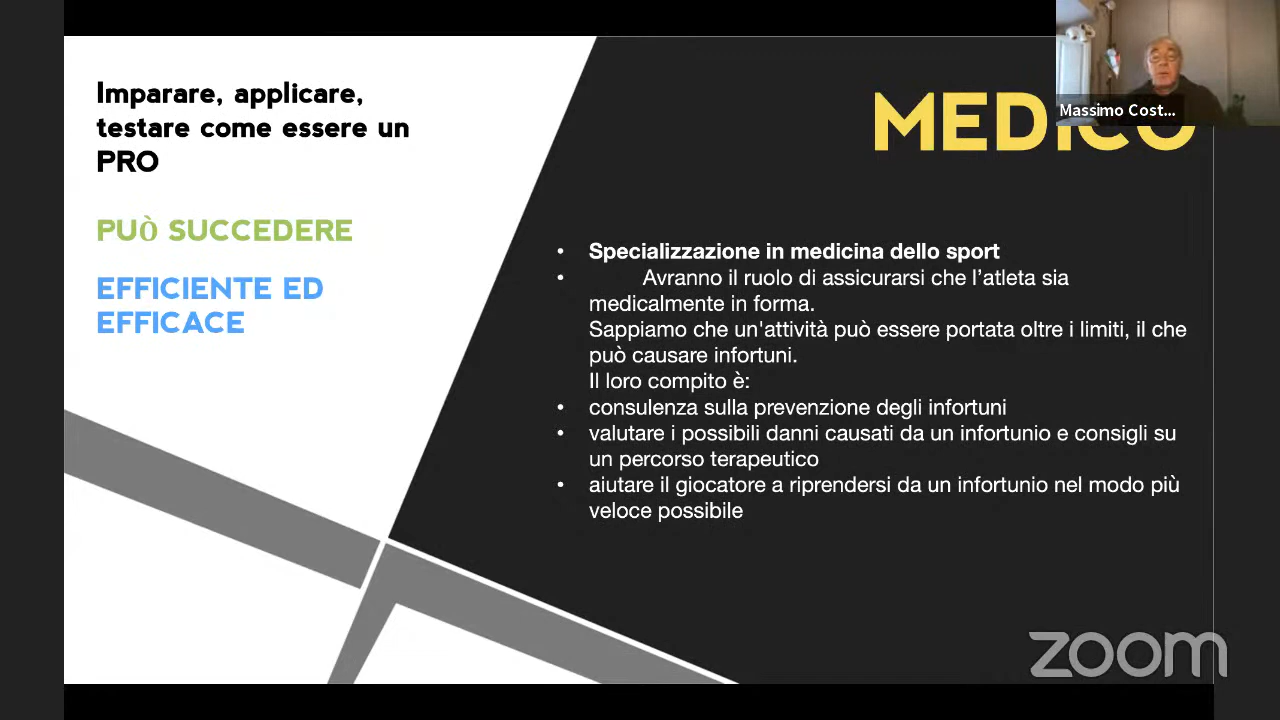 Imparare, applicare,
testare come essere un
PRO
PUÒ SUCCEDERE
EFFICIENTE ED
EFFICACE
MEDICO
Massimo Cost...
• Specializzazione in medicina dello sport
• Avranno il ruolo di assicurarsi che l’atleta sia
medicalmente in forma.
Sappiamo che un'attività può essere portata oltre i limiti, il che
può causare infortuni.
Il loro compito è:
• consulenza sulla prevenzione degli infortuni
• valutare i possibili danni causati da un infortunio e consigli su
un percorso terapeutico
• aiutare il giocatore a riprendersi da un infortunio nel modo più
veloce possibile
zoom